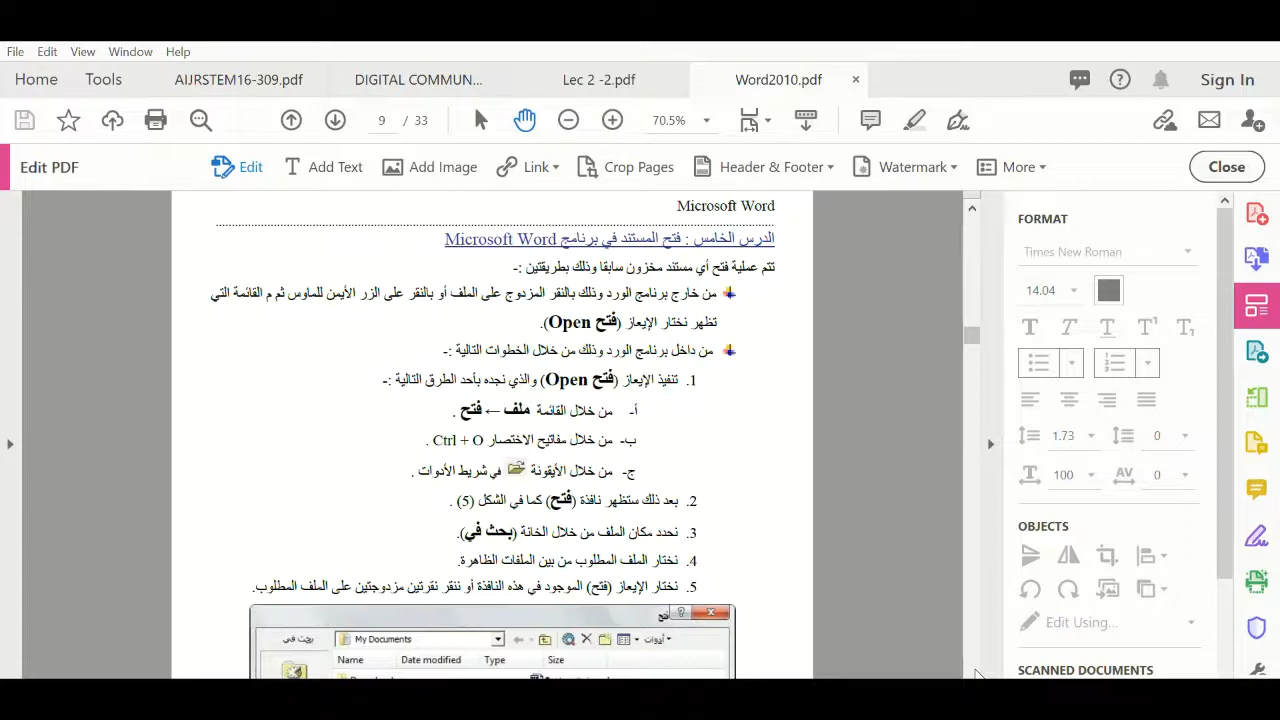 File Edit View Window Help
Home Tools AIJRSTEM16-309.pdf DIGITAL COMMUN... Lec 2 -2.pdf Word2010.pdf × Sign In
9 / 33 70.5%
Edit PDF Edit Add Text Add Image Link Crop Pages Header & Footer Watermark More Close
Microsoft Word
الدرس الخامس : فتح المستند في برنامج Microsoft Word
تتم عملية فتح أي مستند مخزون سابقا وذلك بطريقتين :-
من خارج برنامج الورد وذلك بالنقر المزدوج على الملف أو بالنقر على الزر الأيمن للماوس ثم م القائمة التي
تظهر نختار الإيعاز (فتح Open).
من داخل برنامج الورد وذلك من خلال الخطوات التالية :-
1. تنفيذ الإيعاز (فتح Open) والذي نجده بأحد الطرق التالية :-
أ- من خلال القائمة ملف ← فتح .
ب- من خلال مفاتيح الاختصار Ctrl + O .
ج- من خلال الأيقونة في شريط الأدوات .
2. بعد ذلك ستظهر نافذة (فتح) كما في الشكل (5) .
3. نحدد مكان الملف من خلال الخانة (بحث في).
4. نختار الملف المطلوب من بين الملفات الظاهرة.
5. نختار الإيعاز (فتح) الموجود في هذه النافذة أو ننقر نقرتين مزدوجتين على الملف المطلوب.
فتح
بحث في My Documents أدوات
Name Date modified Type Size
FORMAT
Times New Roman
14.04
1.73 0
100 0
OBJECTS
Edit Using...
SCANNED DOCUMENTS